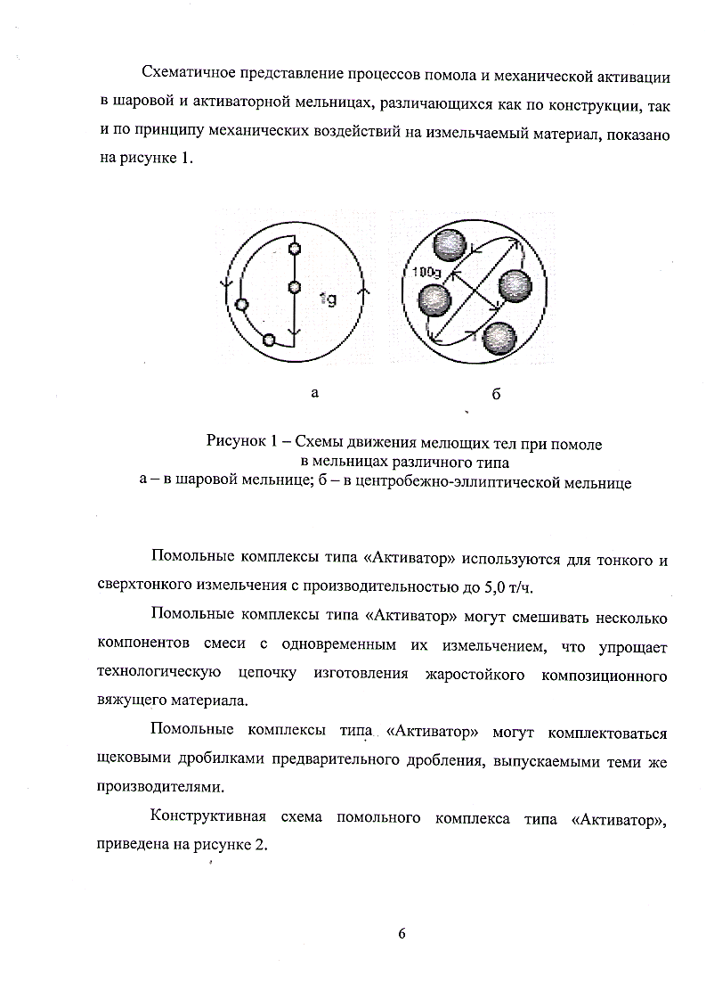 Схематичное представление процессов помола и механической активации
в шаровой и активаторной мельницах, различающихся как по конструкции, так
и по принципу механических воздействий на измельчаемый материал, показано
на рисунке 1.
1g
100g
а
б
Рисунок 1 – Схемы движения мелющих тел при помоле
в мельницах различного типа
а – в шаровой мельнице; б – в центробежно-эллиптической мельнице
Помольные комплексы типа «Активатор» используются для тонкого и
сверхтонкого измельчения с производительностью до 5,0 т/ч.
Помольные комплексы типа «Активатор» могут смешивать несколько
компонентов смеси с одновременным их измельчением, что упрощает
технологическую цепочку изготовления жаростойкого композиционного
вяжущего материала.
Помольные комплексы типа «Активатор» могут комплектоваться
щековыми дробилками предварительного дробления, выпускаемыми теми же
производителями.
Конструктивная схема помольного комплекса типа «Активатор»,
приведена на рисунке 2.
6